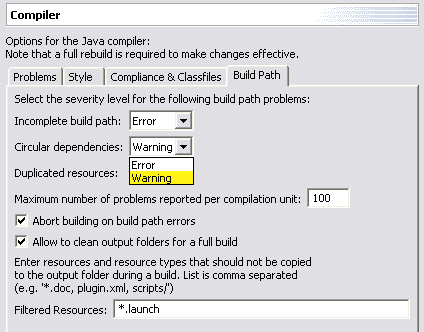 Compiler
Options for the Java compiler:
Note that a full rebuild is required to make changes effective.
Problems Style Compliance & Classfiles Build Path
Select the severity level for the following build path problems:
Incomplete build path: Error
Circular dependencies: Warning
Error
Duplicated resources: Warning
Maximum number of problems reported per compilation unit: 100
Abort building on build path errors
Allow to clean output folders for a full build
Enter resources and resource types that should not be copied
to the output folder during a build. List is comma separated
(e.g. '*.doc, plugin.xml, scripts/')
Filtered Resources: *.launch